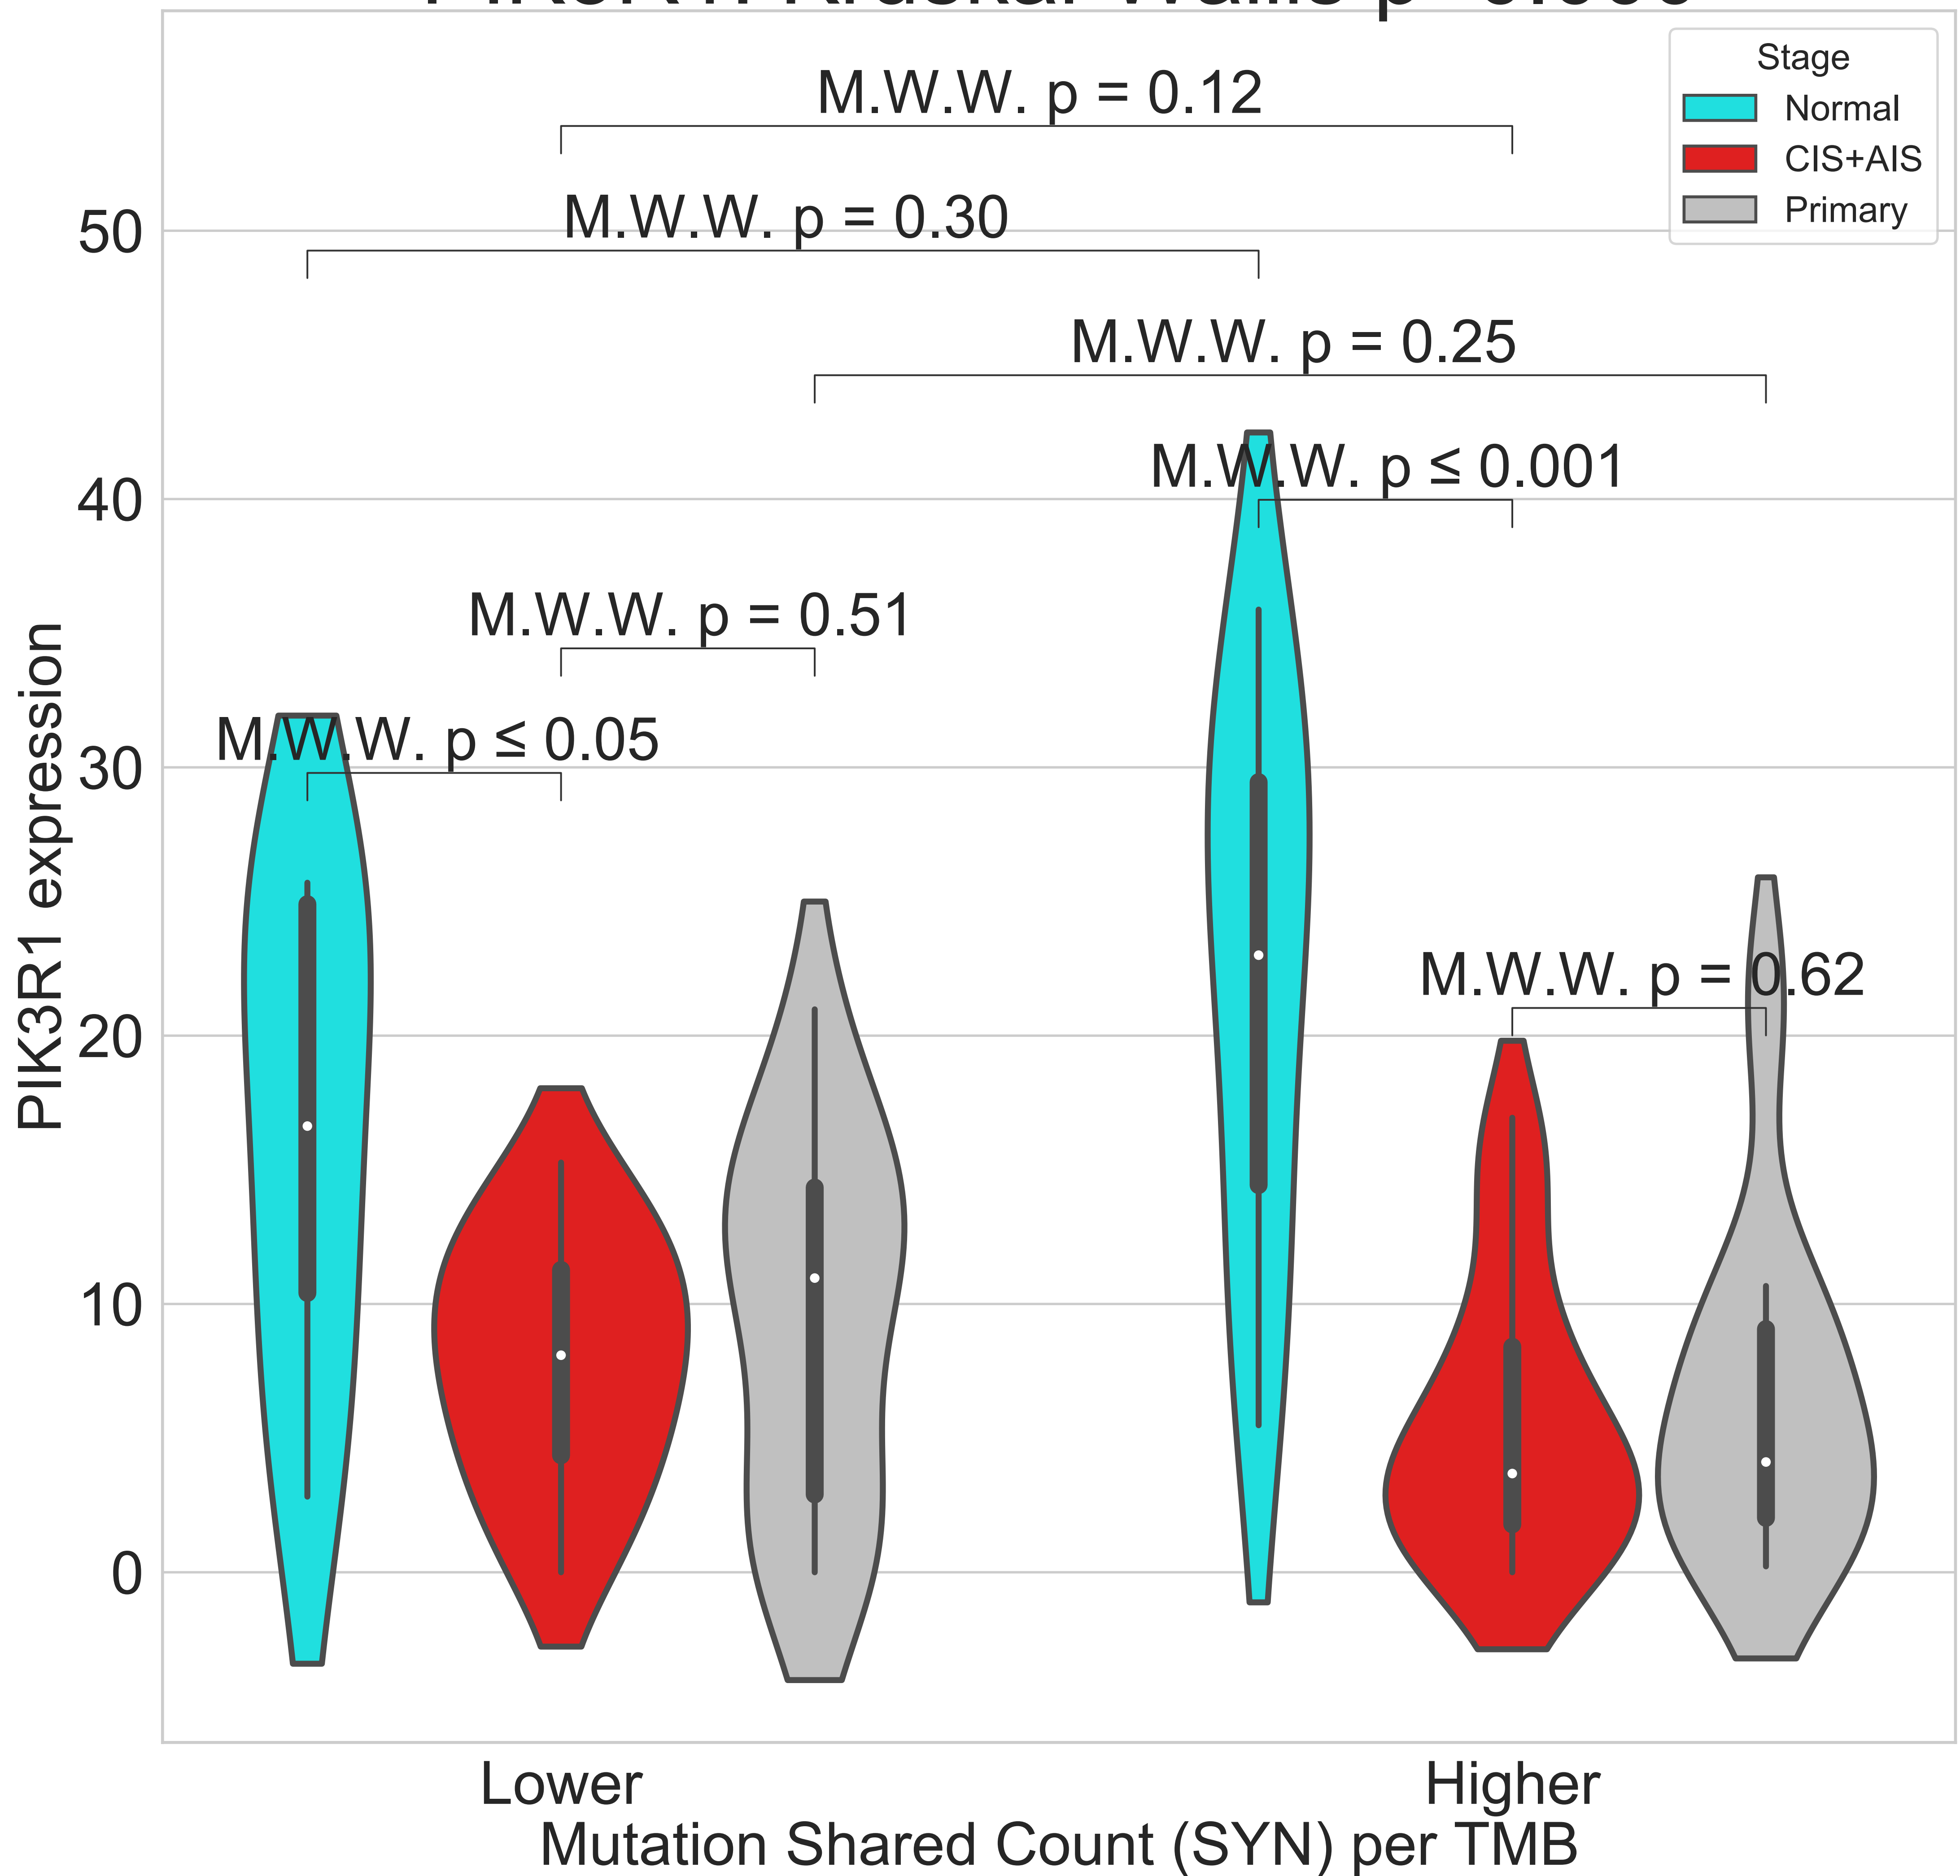 Stage
Normal
CIS+AIS
Primary
M.W.W. p = 0.12
M.W.W. p = 0.30
M.W.W. p = 0.25
M.W.W. p ≤ 0.001
M.W.W. p = 0.51
M.W.W. p ≤ 0.05
M.W.W. p = 0.62
50
40
30
20
10
0
PIK3R1 expression
Lower
Higher
Mutation Shared Count (SYN) per TMB